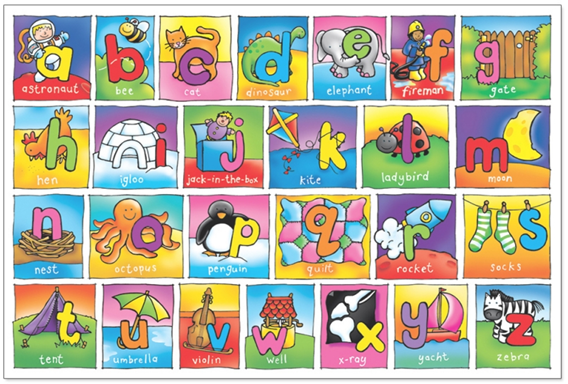 a b c d e f g
astronaut bee cat dinosaur elephant fireman gate
h i j k l m
hen igloo jack-in-the-box kite ladybird moon
n o p q r s
nest octopus penguin quilt rocket socks
t u v w x y z
tent umbrella violin well x-ray yacht zebra